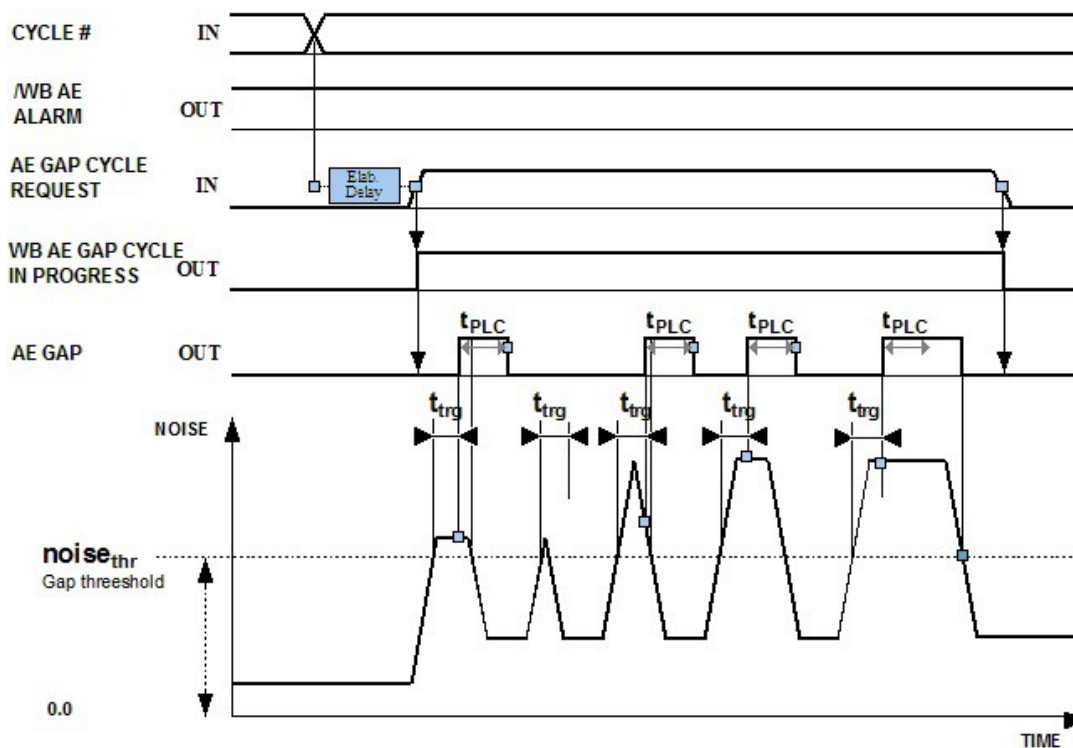 CYCLE # IN
/WB AE
ALARM OUT
AE GAP CYCLE
REQUEST IN
Elab.
Delay
WB AE GAP CYCLE
IN PROGRESS OUT
tPLC tPLC tPLC tPLC
AE GAP OUT
ttrg ttrg ttrg ttrg ttrg
NOISE
noisethr
Gap threeshold
0.0
TIME